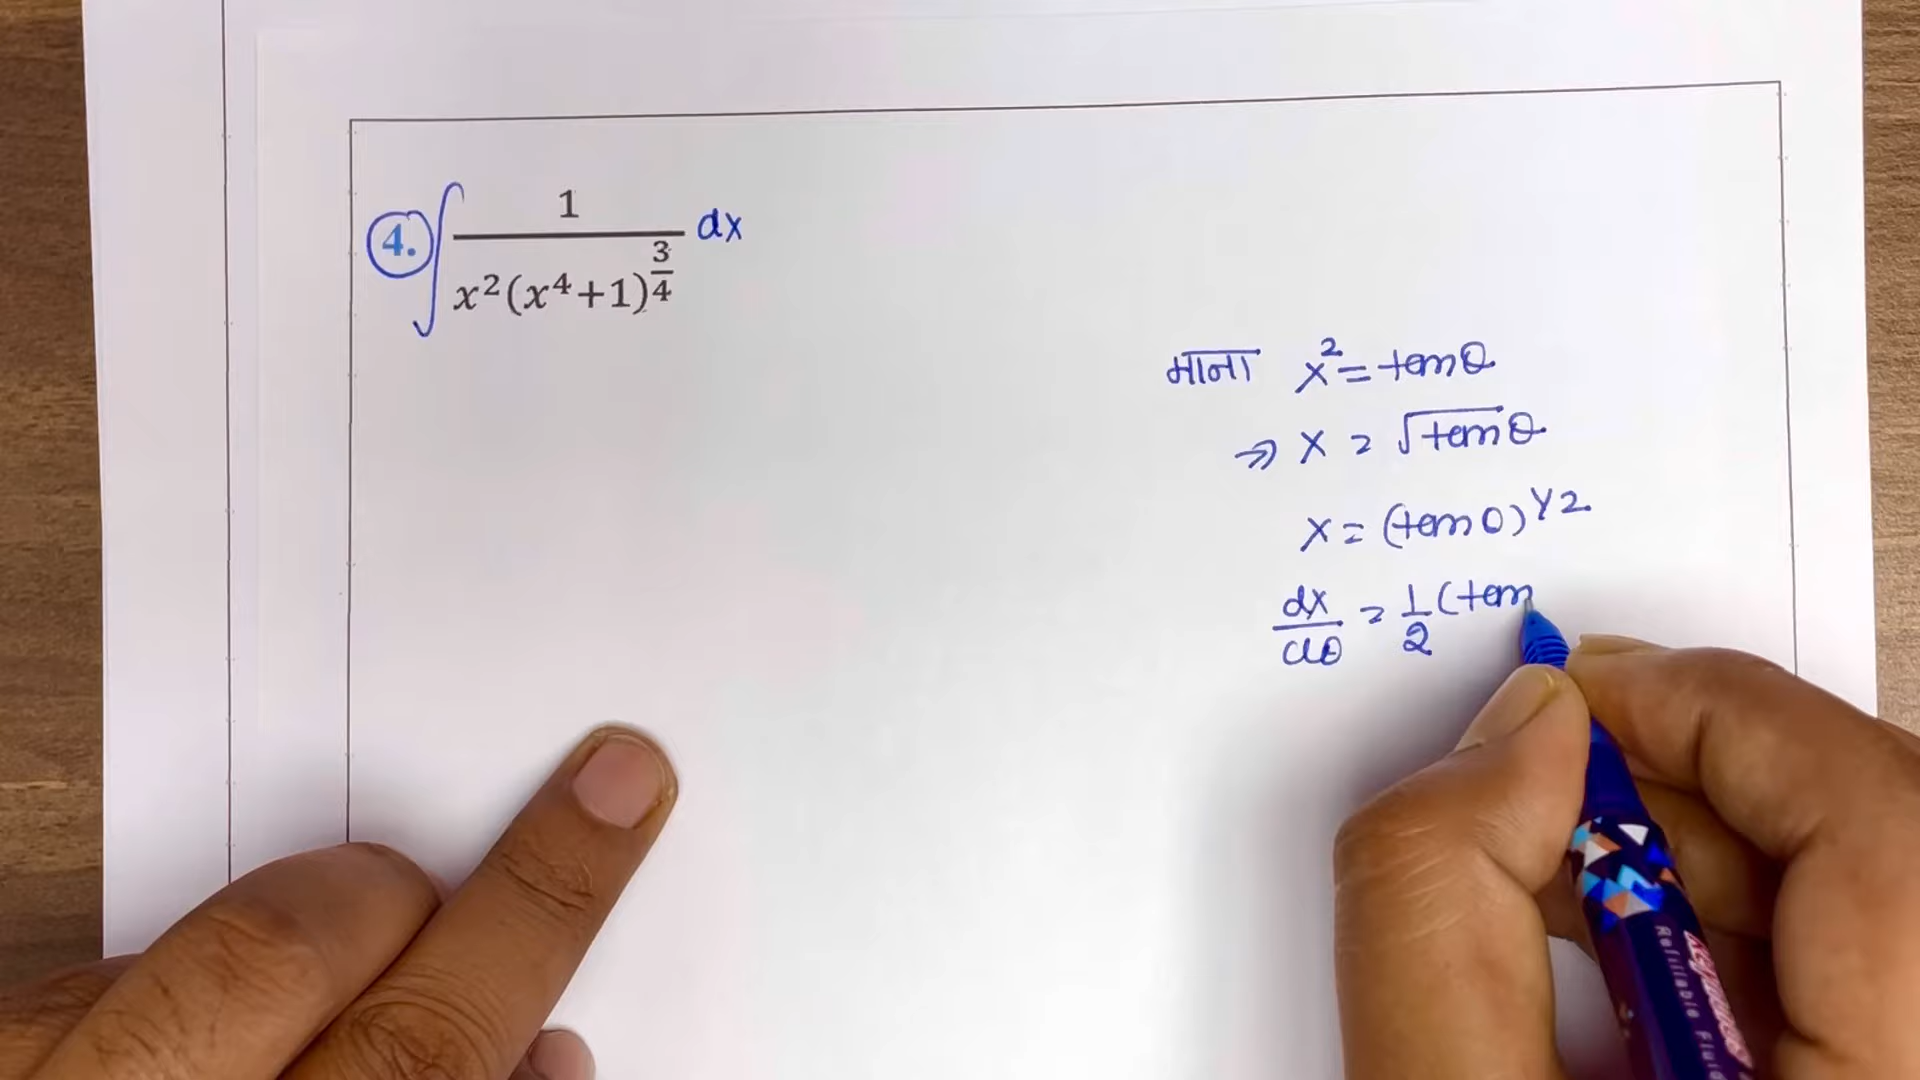 4. ∫ 1 / x²(x⁴+1)^(3/4) dx
माना x² = tanθ
⇒ x = √tanθ
x = (tanθ)^1/2
dx/dθ = 1/2 (tan
Reynolds
Refillable Fluid